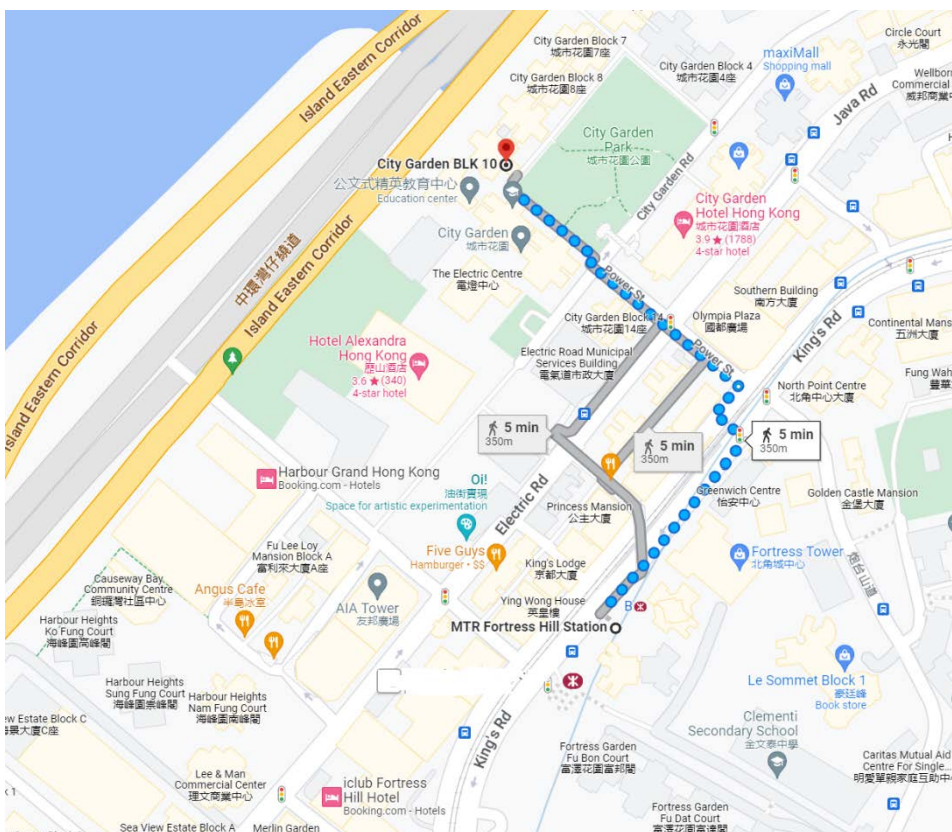 City Garden Block 7
城市花園7座
Circle Court
永光閣
maxiMall
Shopping mall
City Garden Block 4
城市花園4座
Island Eastern Corridor
City Garden Block 8
城市花園8座
Wellbor
Commercial
威邦商業中
Java Rd
City Garden
Park
城市花園公園
City Garden BLK 10
公文式精英教育中心
Education center
City Garden Rd
City Garden
Hotel Hong Kong
城市花園酒店
3.9 ★ (1788)
4-star hotel
City Garden
城市花園
中環灣仔繞道
Island Eastern Corridor
The Electric Centre
電燈中心
Power St
Southern Building
南方大廈
City Garden Block 14
城市花園14座
Olympia Plaza
國都廣場
King's Rd
Continental Mans
五洲大廈
Hotel Alexandra
Hong Kong
歷山酒店
3.6 ★ (340)
4-star hotel
Electric Road Municipal
Services Building
電氣道市政大廈
Power St
Fung Wah
豐華
North Point Centre
北角中心大廈
Island Eastern Corridor
5 min
350m
5 min
350m
5 min
350m
Harbour Grand Hong Kong
Booking.com - Hotels
Oi!
油街實現
Space for artistic experimentation
Electric Rd
Greenwich Centre
怡安中心
Golden Castle Mansion
金堡大廈
Princess Mansion
公主大廈
Fu Lee Loy
Mansion Block A
富利來大廈A座
Five Guys
Hamburger • $$
King's Lodge
京都大廈
Fortress Tower
北角城中心
炮台山道
Causeway Bay
Community Centre
銅鑼灣社區中心
Angus Cafe
半島冰室
AIA Tower
友邦廣場
Ying Wong House
英皇樓
B
Harbour Heights
Ko Fung Court
海峰園高峰閣
MTR Fortress Hill Station
Harbour Heights
Sung Fung Court
海峰園崇峰閣
Harbour Heights
Nam Fung Court
海峰園南峰閣
Le Sommet Block 1
豪廷峰
Book store
View Estate Block C
景大廈C座
King's Rd
Clementi
Secondary School
金文泰中學
Fortress Garden
Fu Bon Court
富澤花園富邦閣
Caritas Mutual Aid
Centre For Single...
明愛單親家庭互助中
Lee & Man
Commercial Center
理文商業中心
iclub Fortress
Hill Hotel
Booking.com - Hotels
k 1
Fortress Garden
Fu Dat Court
富澤花園富達閣
Sea View Estate Block A
Merlin Garden